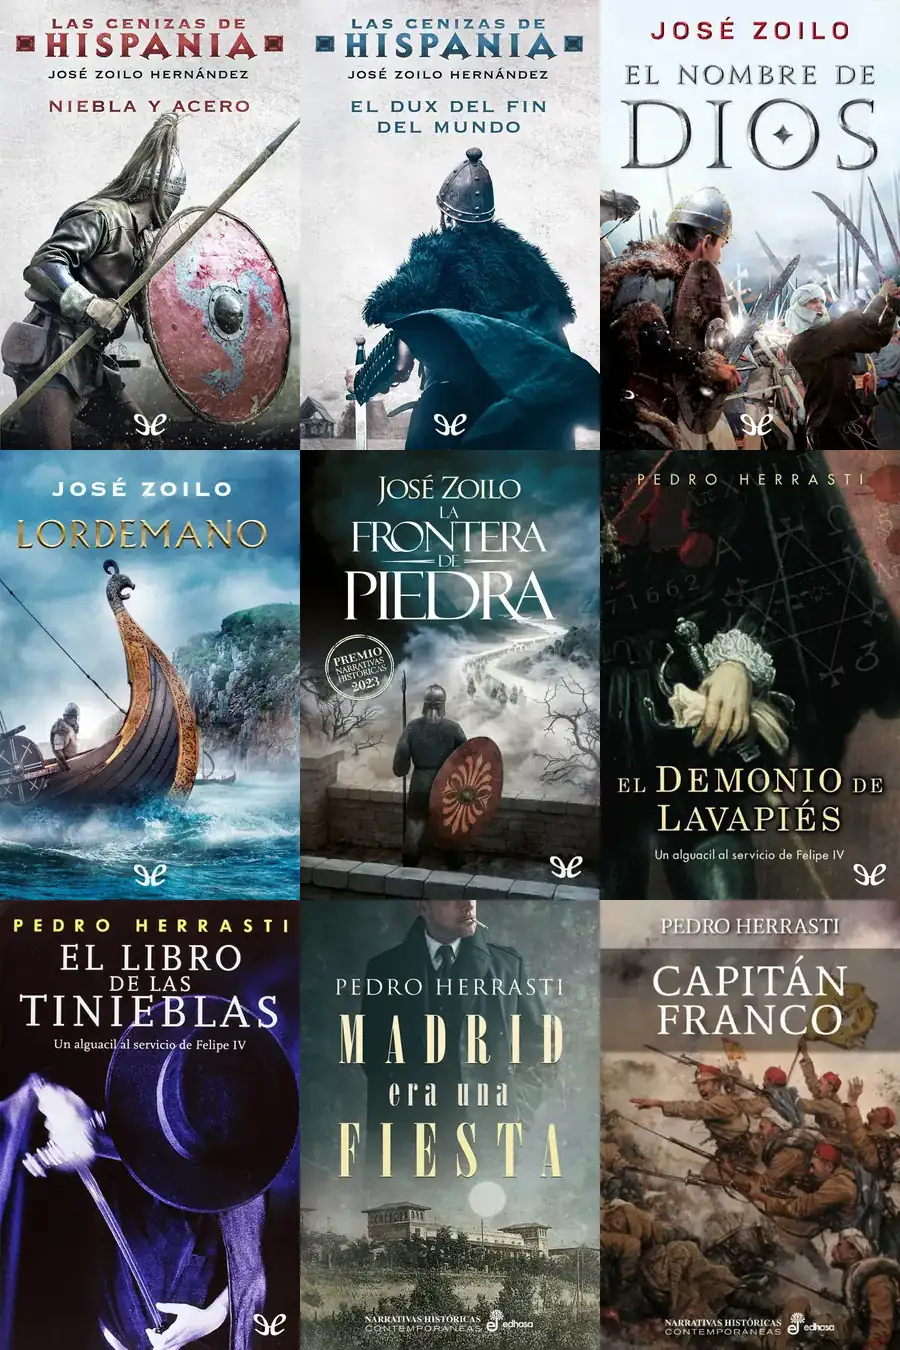 LAS CENIZAS DE
HISPANIA
JOSÉ ZOILO HERNÁNDEZ
NIEBLA Y ACERO
LAS CENIZAS DE
HISPANIA
JOSÉ ZOILO HERNÁNDEZ
EL DUX DEL FIN
DEL MUNDO
JOSÉ ZOILO
EL NOMBRE DE
DIOS
JOSÉ ZOILO
LORDEMANO
JOSÉ ZOILO
LA
FRONTERA
DE
PIEDRA
PREMIO
NARRATIVAS
HISTÓRICAS
2023
PEDRO HERRASTI
1662
EL DEMONIO DE
LAVAPIÉS
Un alguacil al servicio de Felipe IV
PEDRO HERRASTI
EL LIBRO
DE LAS
TINIEBLAS
Un alguacil al servicio de Felipe IV
PEDRO HERRASTI
MADRID
era una
FIESTA
NARRATIVAS HISTÓRICAS
CONTEMPORÁNEAS
edhasa
PEDRO HERRASTI
CAPITÁN
FRANCO
NARRATIVAS HISTÓRICAS
CONTEMPORÁNEAS
edhasa